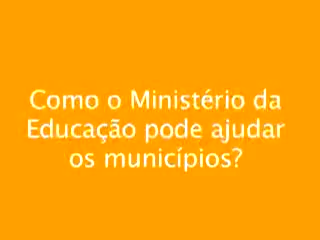 Como o Ministério da
Educação pode ajudar
os municípios?